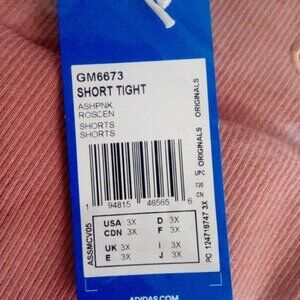 GM6673
SHORT TIGHT
ASHPNK
ROSCEN
SHORTS
SHORTS
ORIGINALS
ORIGINALS
UPC
720
CN
1 94815 46565 6
ASSMCV05
USA 3X D 3X
CDN 3X F 3X
UK 3X I 3X
E 3X J 3X
PC 124718747 3X
ADIDAS.COM